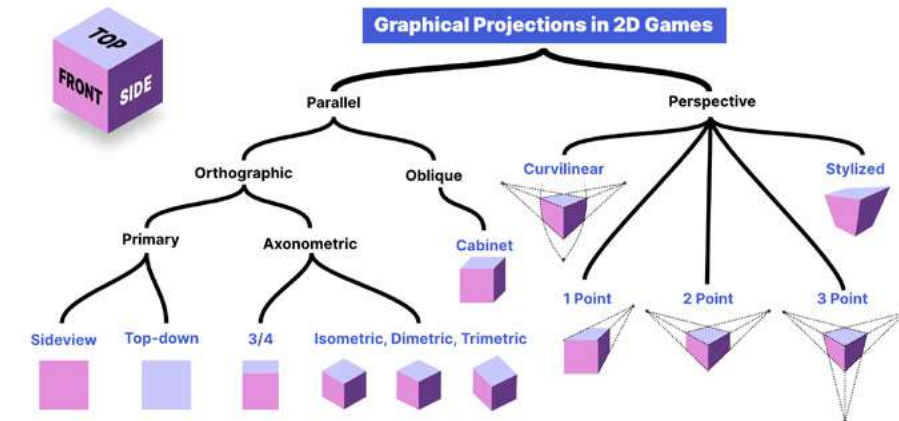 Graphical Projections in 2D Games
TOP
FRONT
SIDE
Parallel
Perspective
Orthographic
Oblique
Curvilinear
Stylized
Primary
Axonometric
Cabinet
1 Point
2 Point
3 Point
Sideview
Top-down
3/4
Isometric, Dimetric, Trimetric